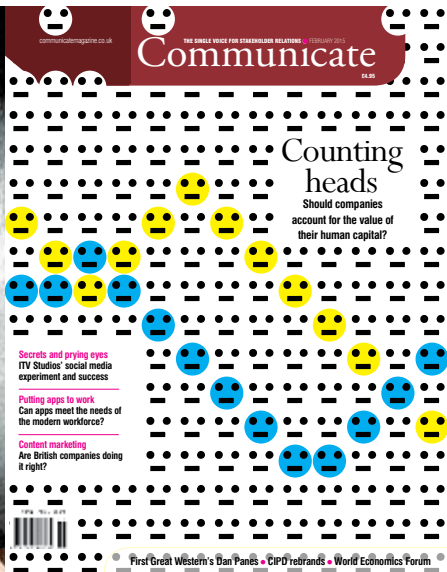 communicatemagazine.co.uk
THE SINGLE VOICE FOR STAKEHOLDER RELATIONS ● FEBRUARY 2015
Communicate
£4.95
Counting
heads
Should companies
account for the value of
their human capital?
Secrets and prying eyes
ITV Studios' social media
experiment and success
Putting apps to work
Can apps meet the needs of
the modern workforce?
Content marketing
Are British companies doing
it right?
First Great Western's Dan Panes ● CIPD rebrands ● World Economics Forum